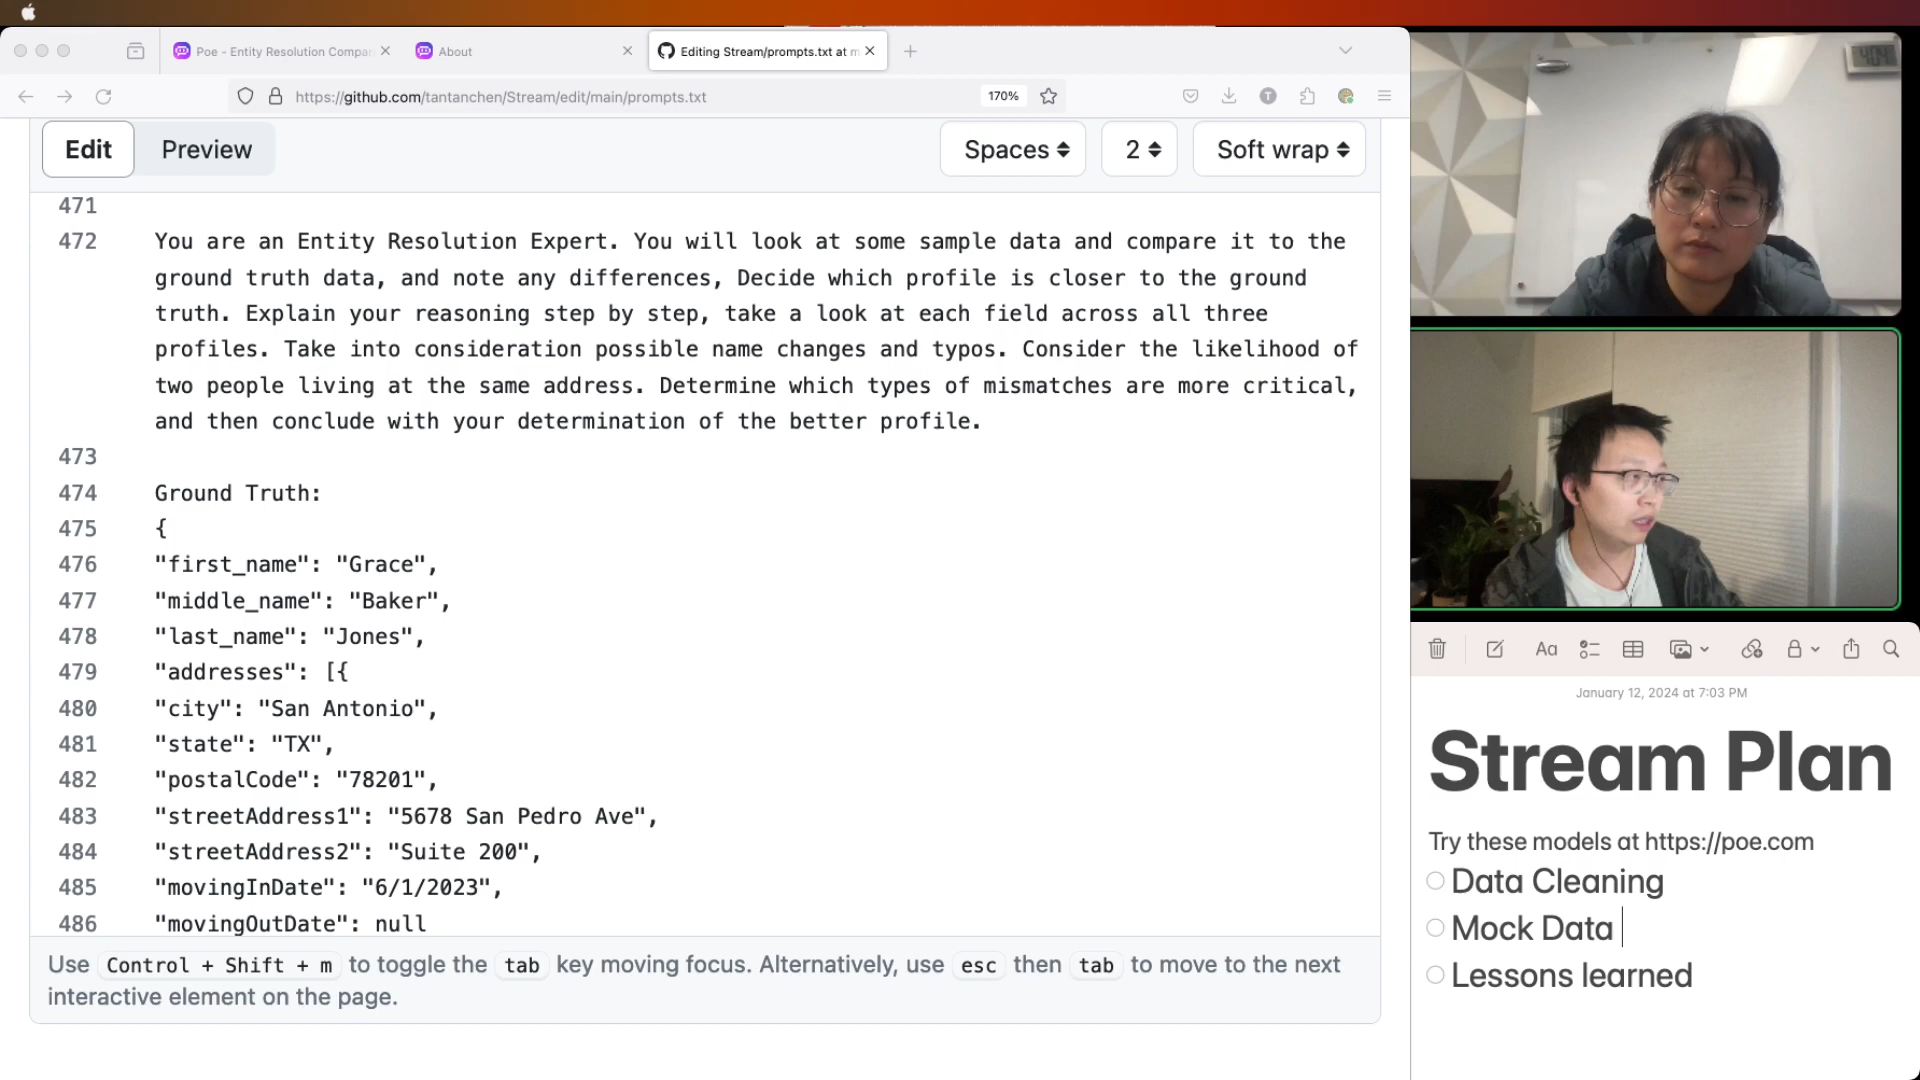 Poe - Entity Resolution Compar
About
Editing Stream/prompts.txt at m
https://github.com/tantanchen/Stream/edit/main/prompts.txt
170%
T
Edit
Preview
Spaces
2
Soft wrap
471
472 You are an Entity Resolution Expert. You will look at some sample data and compare it to the
ground truth data, and note any differences, Decide which profile is closer to the ground
truth. Explain your reasoning step by step, take a look at each field across all three
profiles. Take into consideration possible name changes and typos. Consider the likelihood of
two people living at the same address. Determine which types of mismatches are more critical,
and then conclude with your determination of the better profile.
473
474 Ground Truth:
475 {
476 "first_name": "Grace",
477 "middle_name": "Baker",
478 "last_name": "Jones",
479 "addresses": [{
480 "city": "San Antonio",
481 "state": "TX",
482 "postalCode": "78201",
483 "streetAddress1": "5678 San Pedro Ave",
484 "streetAddress2": "Suite 200",
485 "movingInDate": "6/1/2023",
486 "movingOutDate": null
Use Control + Shift + m to toggle the tab key moving focus. Alternatively, use esc then tab to move to the next
interactive element on the page.
Aa
January 12, 2024 at 7:03 PM
Stream Plan
Try these models at https://poe.com
Data Cleaning
Mock Data
Lessons learned